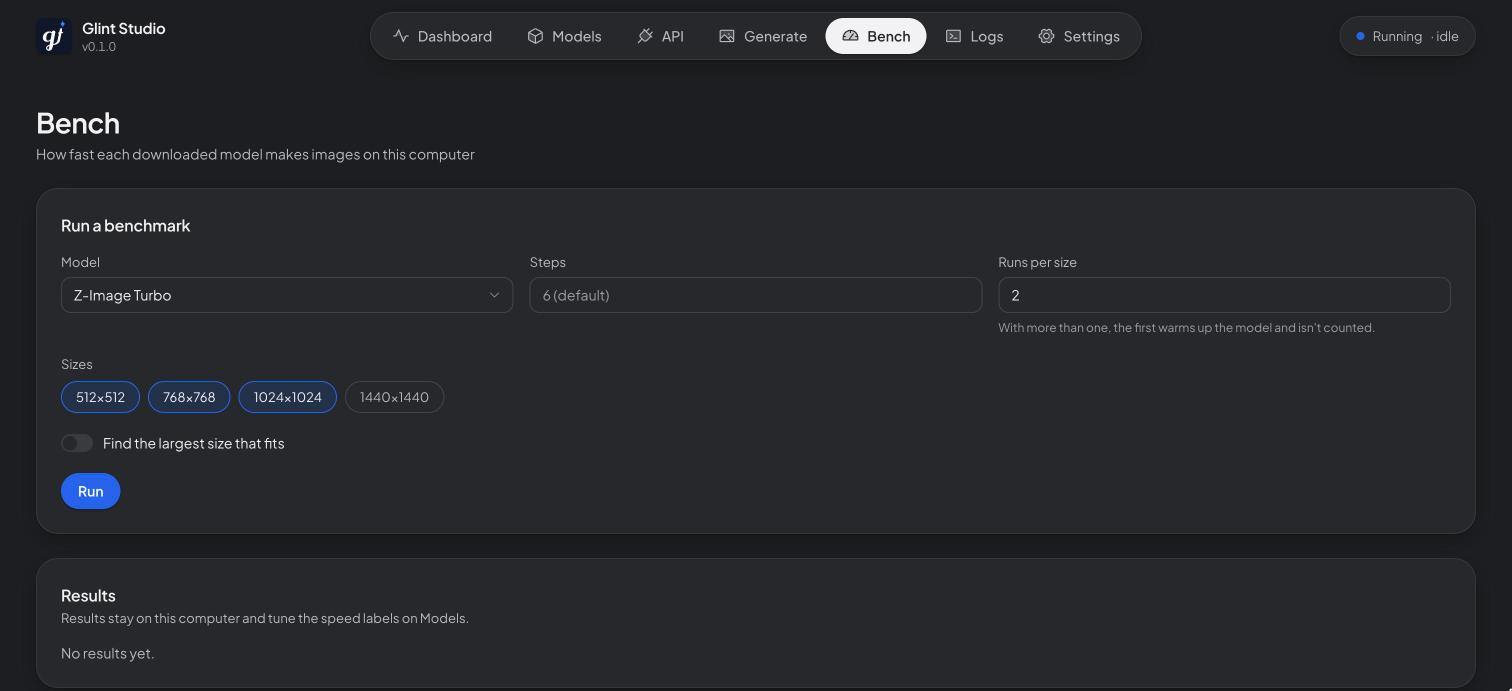 gs
Glint Studio
v0.1.0
Dashboard
Models
API
Generate
Bench
Logs
Settings
Running · idle
Bench
How fast each downloaded model makes images on this computer
Run a benchmark
Model
Steps
Runs per size
Z-Image Turbo
6 (default)
2
With more than one, the first warms up the model and isn't counted.
Sizes
512×512
768×768
1024×1024
1440×1440
Find the largest size that fits
Run
Results
Results stay on this computer and tune the speed labels on Models.
No results yet.